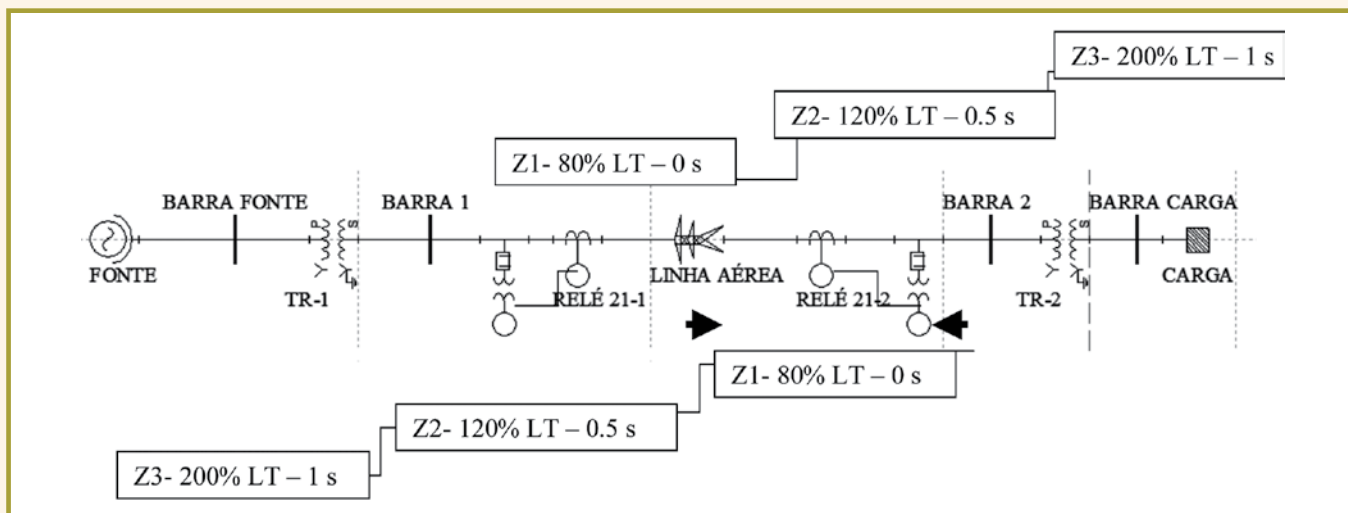 Z3- 200% LT – 1 s
Z2- 120% LT – 0.5 s
Z1- 80% LT – 0 s
BARRA FONTE
BARRA 1
BARRA 2
BARRA CARGA
P
S
P
S
FONTE
TR-1
RELÉ 21-1
LINHA AÉREA
RELÉ 21-2
TR-2
CARGA
Z1- 80% LT – 0 s
Z2- 120% LT – 0.5 s
Z3- 200% LT – 1 s